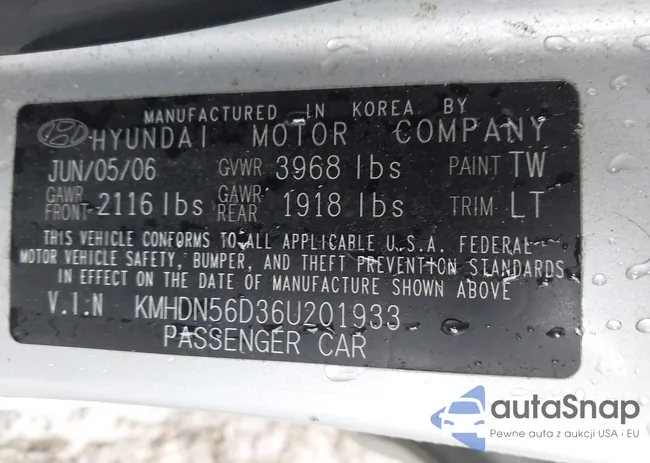 MANUFACTURED IN KOREA BY
HYUNDAI MOTOR COMPANY
JUN/05/06 GVWR 3968 lbs PAINT TW
GAWR FRONT 2116 lbs GAWR REAR 1918 lbs TRIM LT
THIS VEHICLE CONFORMS TO ALL APPLICABLE U.S.A. FEDERAL
MOTOR VEHICLE SAFETY, BUMPER, AND THEFT PREVENTION STANDARDS
IN EFFECT ON THE DATE OF MANUFACTURE SHOWN ABOVE
V.I.N KMHDN56D36U201933
PASSENGER CAR
autoSnap
Pewne auta z aukcji USA i EU